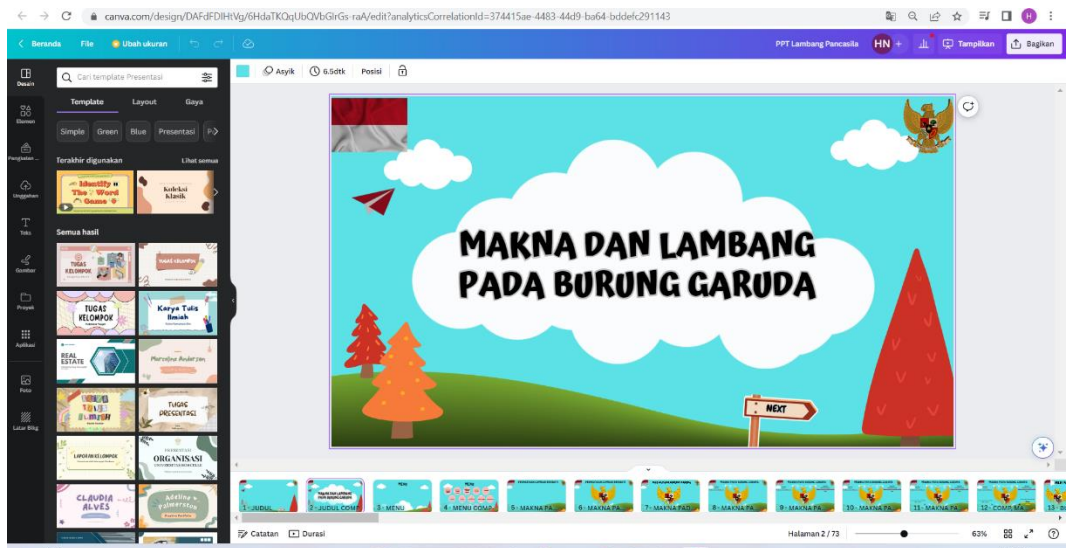 canva.com/design/DAFdFDIHtVg/6HdaTKQqUbQVbGlrGs-raA/edit?analyticsCorrelationId=374415ae-4483-44d9-ba64-bddefc291143
H
Beranda File Ubah ukuran PPT Lambang Pancasila HN + Tampilkan Bagikan
Desain
Elemen
Unggahan
Teks
Gambar
Proyek
Aplikasi
Peta
Latar Blkg
Cari template Presentasi
Template Layout Gaya
Simple Green Blue Presentasi
Terakhir digunakan Lihat semua
Identify The Word Game
Koleksi Klasik
Semua hasil
TUGAS KELOMPOK
TUGAS KELOMPOK
TUGAS KELOMPOK
Karya Tulis Ilmiah
REAL ESTATE
TUGAS PRESENTASI
LAPORAN KELOMPOK
ORGANISASI
CLAUDIA ALVES
Adeline Palmerston
Asyik 6.5dtk Posisi
MAKNA DAN LAMBANG
PADA BURUNG GARUDA
NEXT
1 - JUDUL
2 - JUDUL COMP
3 - MENU
4 - MENU COMP
5 - MAKNA PA...
6 - MAKNA PA...
7 - MAKNA PAD...
8 - MAKNA PA...
9 - MAKNA PA...
10 - MAKNA PA...
11 - MAKNA PA...
12 - COMP MA...
Catatan Durasi Halaman 2 / 73 63%